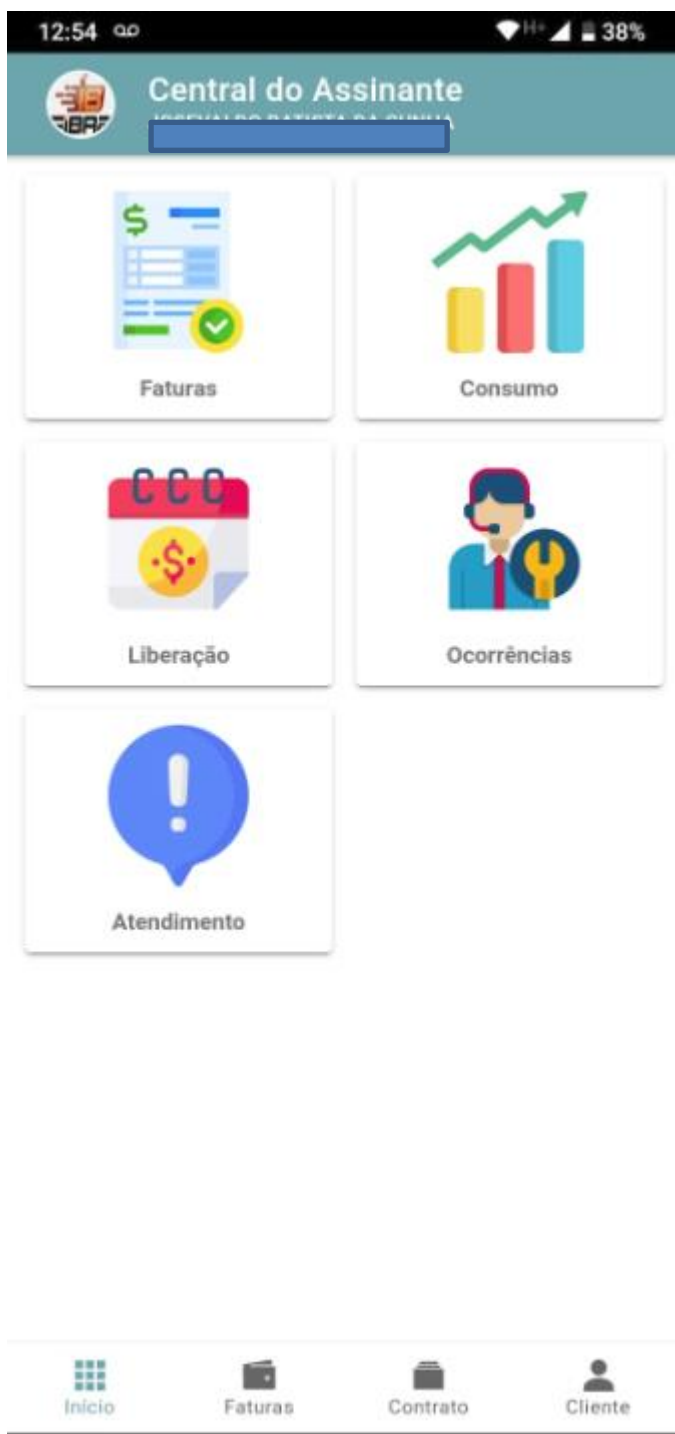 12:54 H+ 38%
Central do Assinante
Faturas Consumo
Liberação Ocorrências
Atendimento
Início Faturas Contrato Cliente